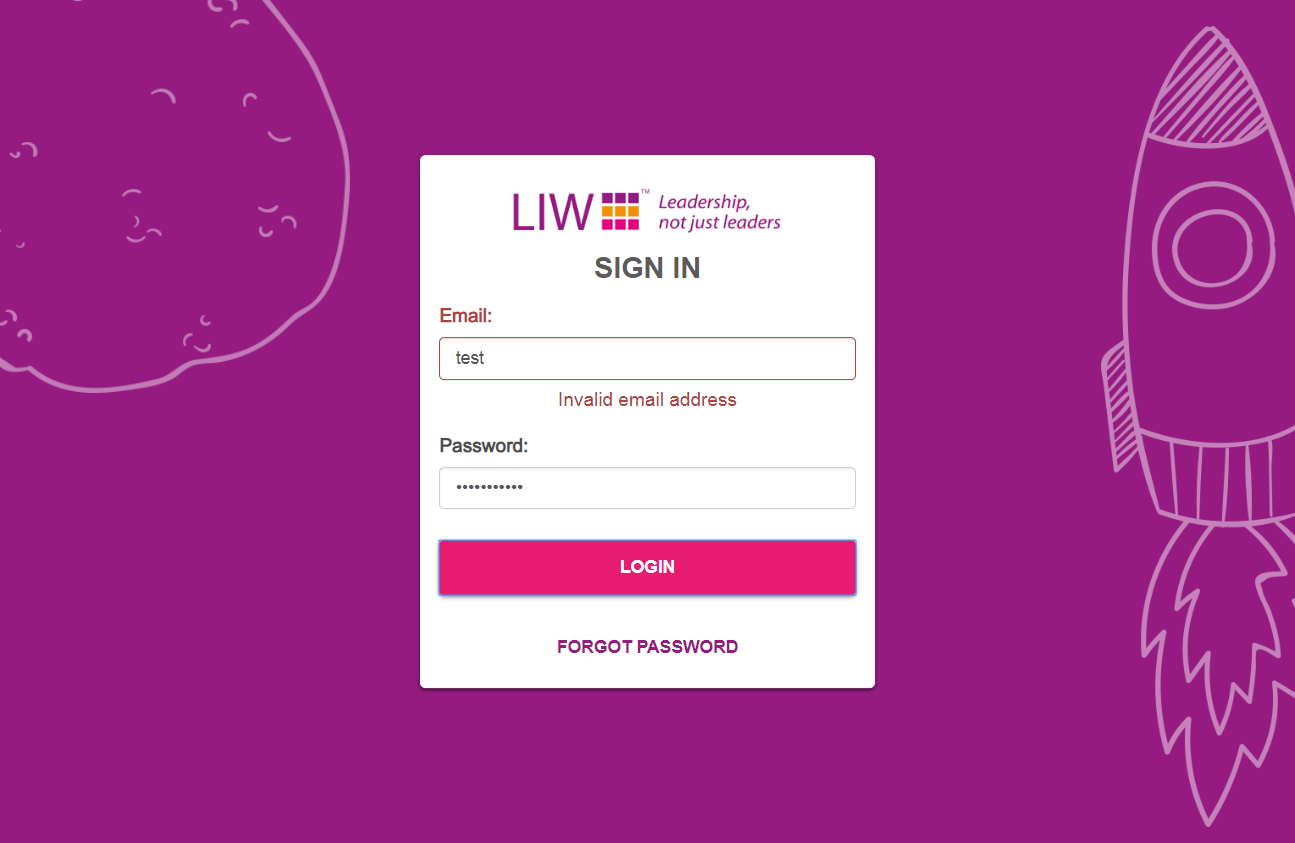 LIW™ Leadership,
not just leaders
SIGN IN
Email:
test
Invalid email address
Password:
•••••••••••
LOGIN
FORGOT PASSWORD